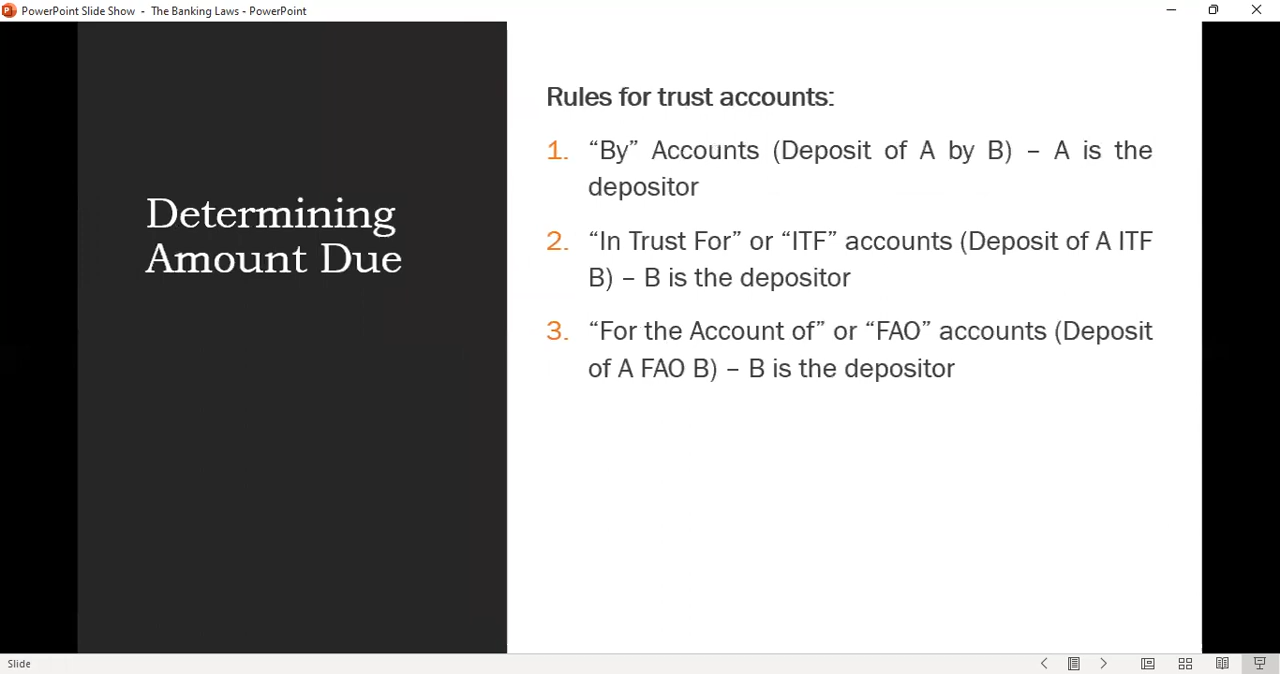 PowerPoint Slide Show - The Banking Laws - PowerPoint
Determining
Amount Due
Rules for trust accounts:
1. “By” Accounts (Deposit of A by B) – A is the
depositor
2. “In Trust For” or “ITF” accounts (Deposit of A ITF
B) – B is the depositor
3. “For the Account of” or “FAO” accounts (Deposit
of A FAO B) – B is the depositor
Slide